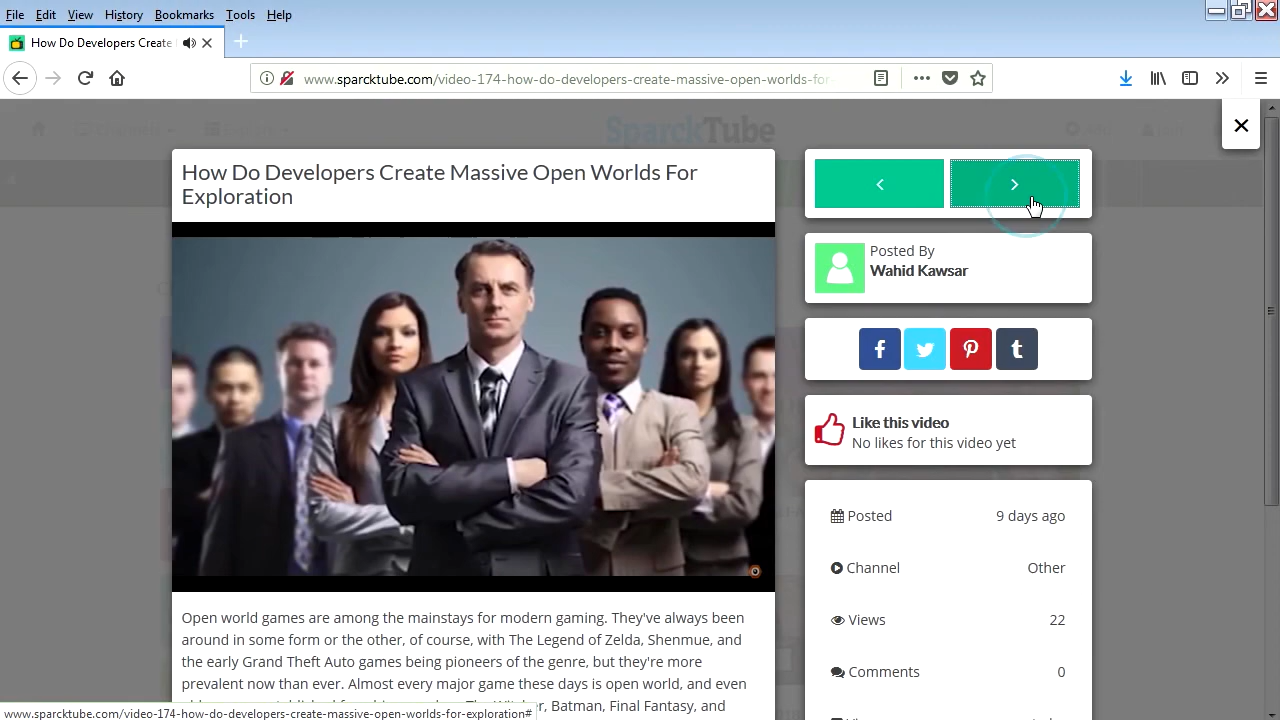 File Edit View History Bookmarks Tools Help
How Do Developers Create
www.sparcktube.com/video-174-how-do-developers-create-massive-open-worlds-for-
SparckTube
How Do Developers Create Massive Open Worlds For
Exploration
Posted By
Wahid Kawsar
Like this video
No likes for this video yet
Posted 9 days ago
Channel Other
Views 22
Comments 0
Open world games are among the mainstays for modern gaming. They've always been
around in some form or the other, of course, with The Legend of Zelda, Shenmue, and
the early Grand Theft Auto games being pioneers of the genre, but they're more
prevalent now than ever. Almost every major game these days is open world, and even
Batman, Final Fantasy, and
www.sparcktube.com/video-174-how-do-developers-create-massive-open-worlds-for-exploration#